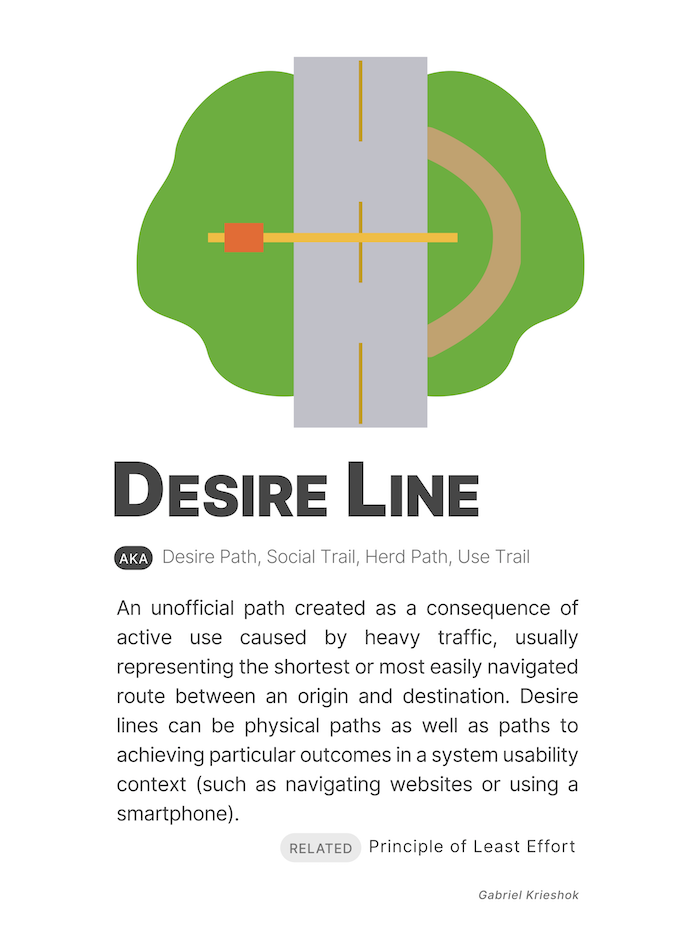 DESIRE LINE
AKA Desire Path, Social Trail, Herd Path, Use Trail
An unofficial path created as a consequence of
active use caused by heavy traffic, usually
representing the shortest or most easily navigated
route between an origin and destination. Desire
lines can be physical paths as well as paths to
achieving particular outcomes in a system usability
context (such as navigating websites or using a
smartphone).
RELATED Principle of Least Effort
Gabriel Krieshok